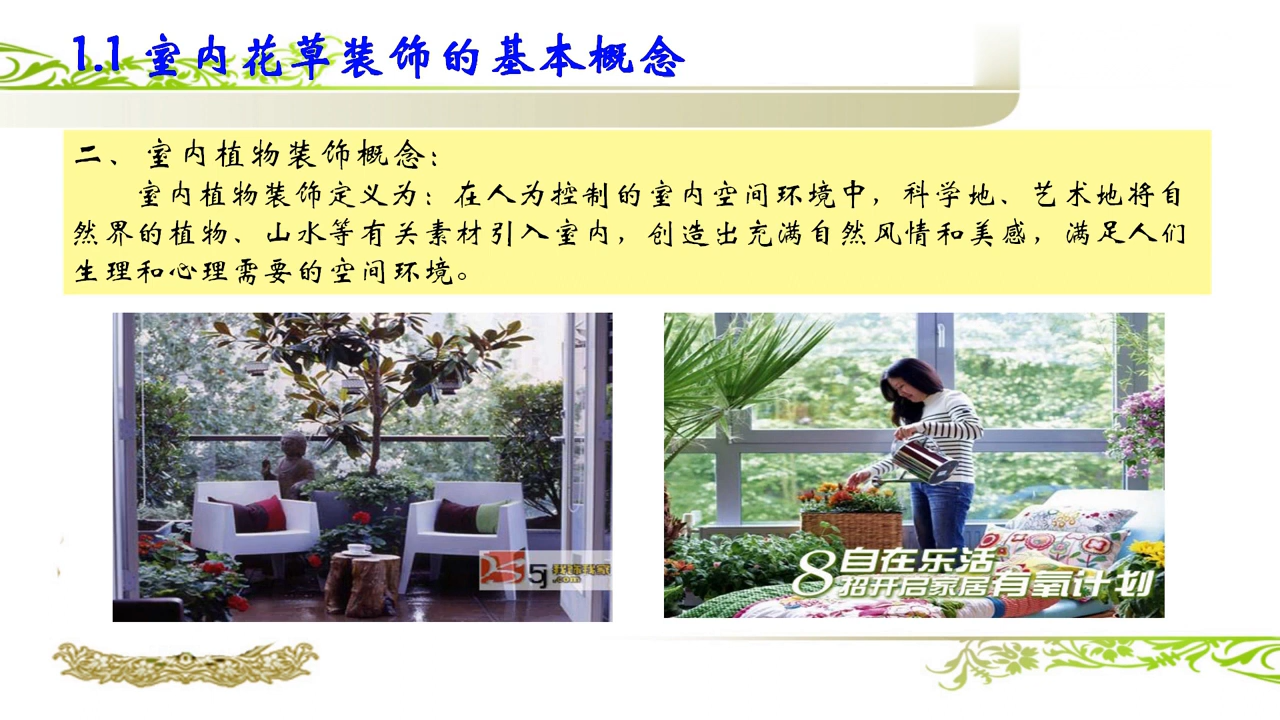 1.1 室内花草装饰的基本概念
二、室内植物装饰概念：
室内植物装饰定义为：在人为控制的室内空间环境中，科学地、艺术地将自
然界的植物、山水等有关素材引入室内，创造出充满自然风情和美感，满足人们
生理和心理需要的空间环境。
5J
.com
8自在乐活
招开启家居有氧计划